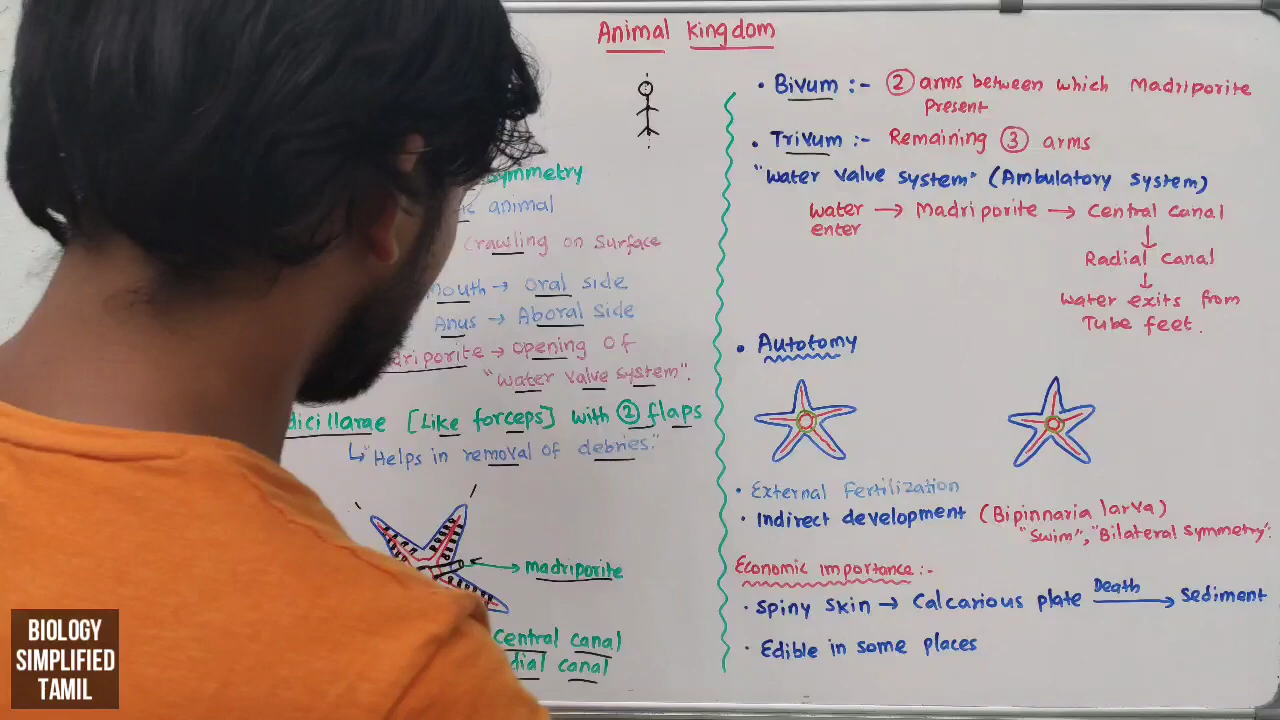 Animal kingdom
symmetry
animal
Crawling on Surface
Mouth → Oral side
Anus → Aboral side
driporite → Opening of
"Water Valve System".
dicillarae [Like forceps] with ② flaps
↳ "Helps in removal of debries."
madriporite
Central canal
dial canal
• Bivum :- ② arms between which Madriporite
Present
• Trivum :- Remaining ③ arms
"Water Valve system" (Ambulatory system)
Water → Madriporite → Central canal
enter
↓
Radial canal
↓
Water exits from
Tube feet.
• Autotomy
• External Fertilization
• Indirect development (Bipinnaria larva)
"Swim", "Bilateral Symmetry".
Economic importance :-
• Spiny skin → Calcarious plate Death → Sediment
• Edible in some places
BIOLOGY
SIMPLIFIED
TAMIL